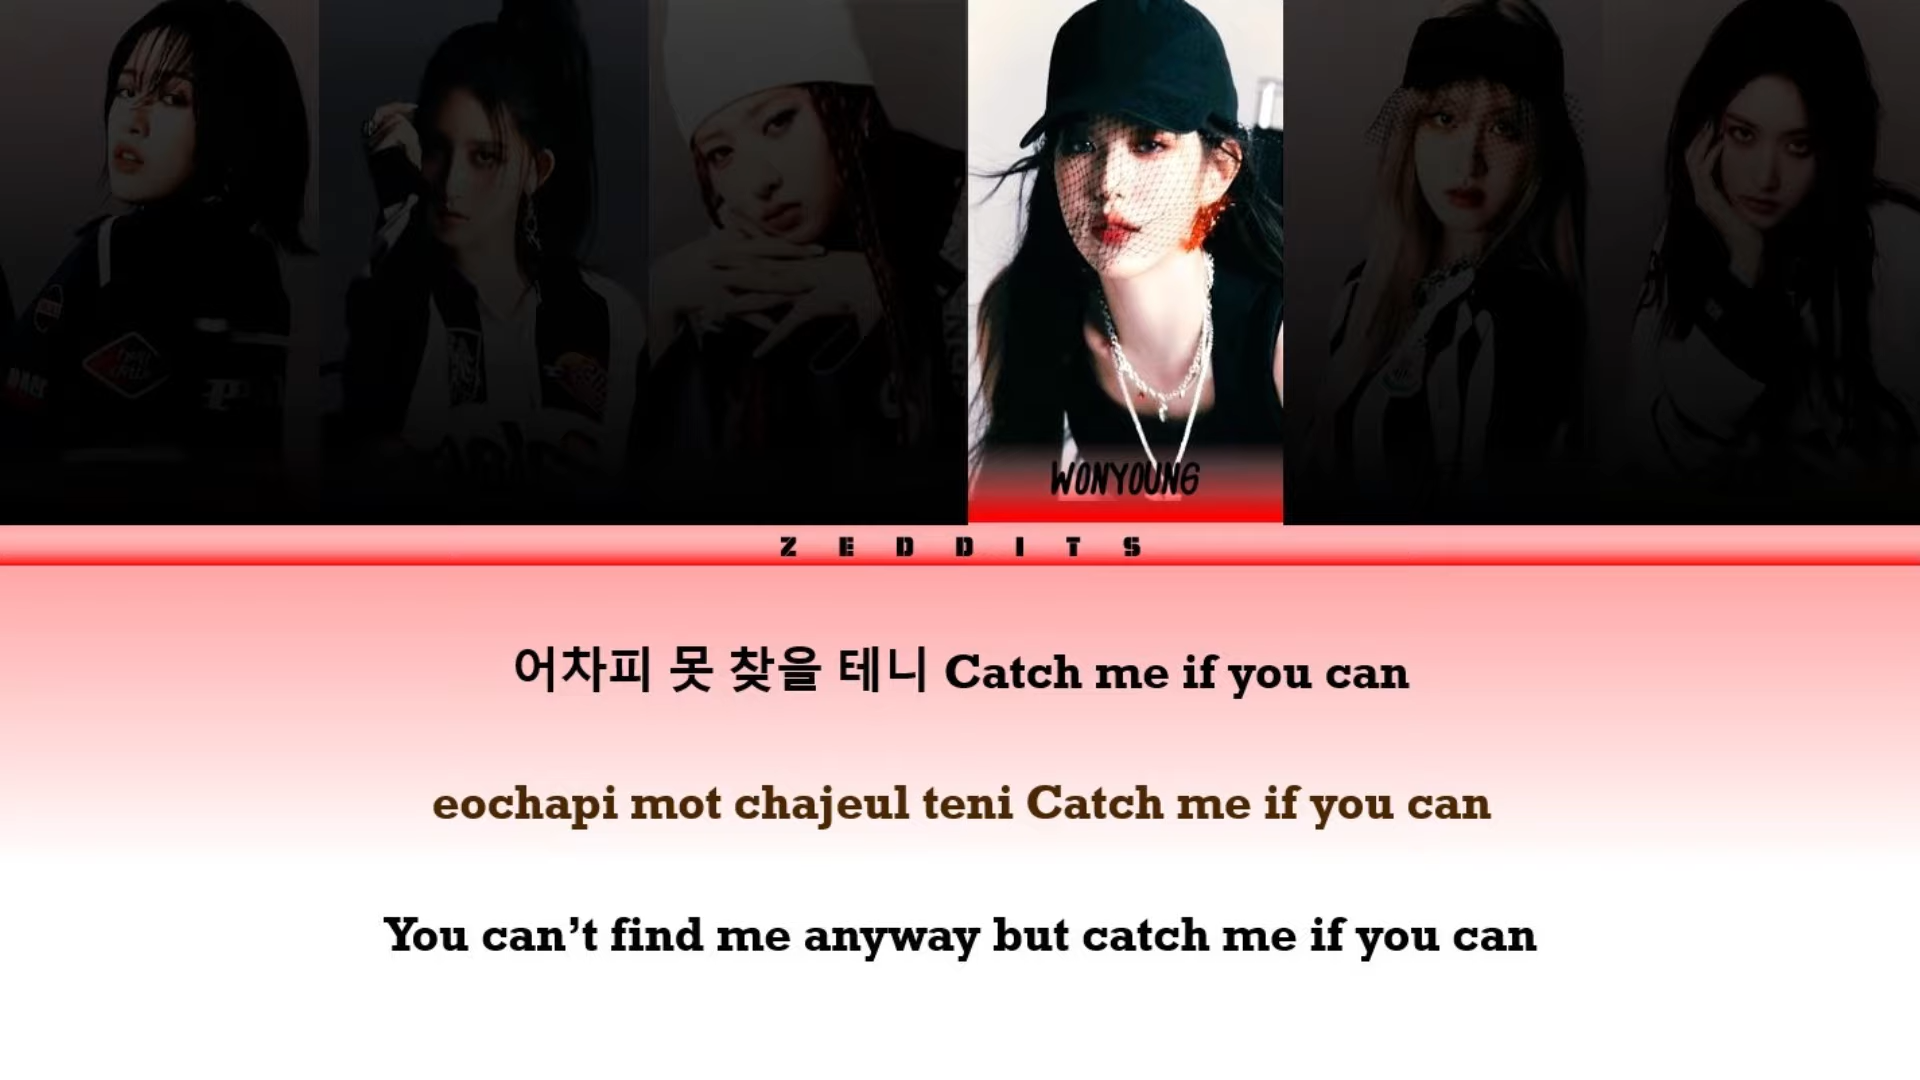 WONYOUNG
ZEDDITS
어차피 못 찾을 테니 Catch me if you can
eochapi mot chajeul teni Catch me if you can
You can’t find me anyway but catch me if you can